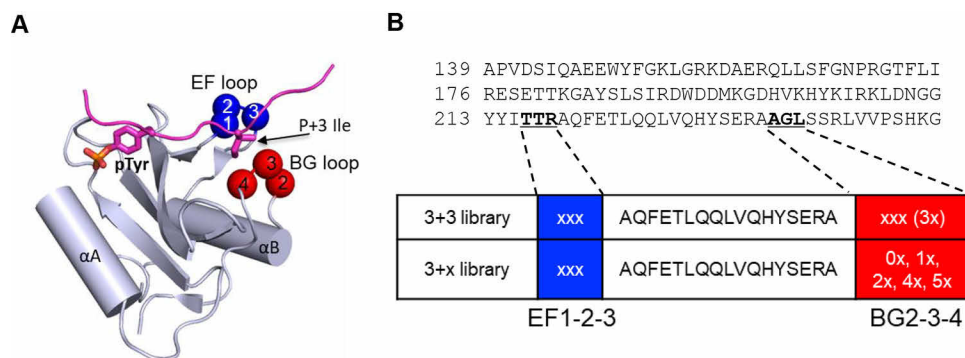 A
EF loop
2
1
3
P+3 Ile
BG loop
3
4
2
pTyr
αA
αB
B
139 APVDSIQAEEWYFGKLGRKDAERQLLSFGNPRGTFLI
176 RESETTKGAYSLSIRDWDDMKGDHVKHYKIRKLDNGG
213 YYITTRAQFETLQQLVQHYSERAAGLSSRLVVPSHKG
3+3 library xxx AQFETLQQLVQHYSERA xxx (3x)
3+x library xxx AQFETLQQLVQHYSERA 0x, 1x,
2x, 4x, 5x
EF1-2-3 BG2-3-4